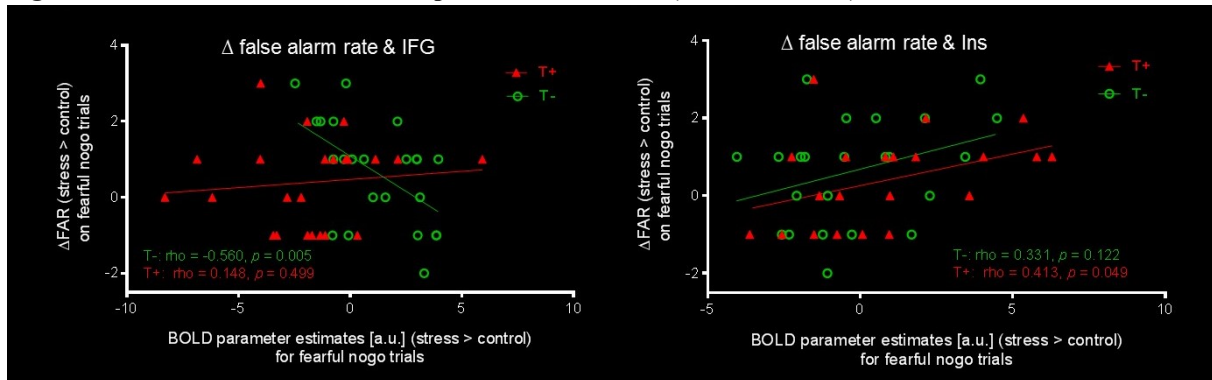 Δ false alarm rate & IFG
T+
T-
4
2
0
-2
ΔFAR (stress > control)
on fearful nogo trials
T-: rho = -0.560, p = 0.005
T+: rho = 0.148, p = 0.499
-10
-5
0
5
10
BOLD parameter estimates [a.u.] (stress > control)
for fearful nogo trials
Δ false alarm rate & Ins
T+
T-
4
2
0
-2
ΔFAR (stress > control)
on fearful nogo trials
T-: rho = 0.331, p = 0.122
T+: rho = 0.413, p = 0.049
-5
0
5
10
BOLD parameter estimates [a.u.] (stress > control)
for fearful nogo trials